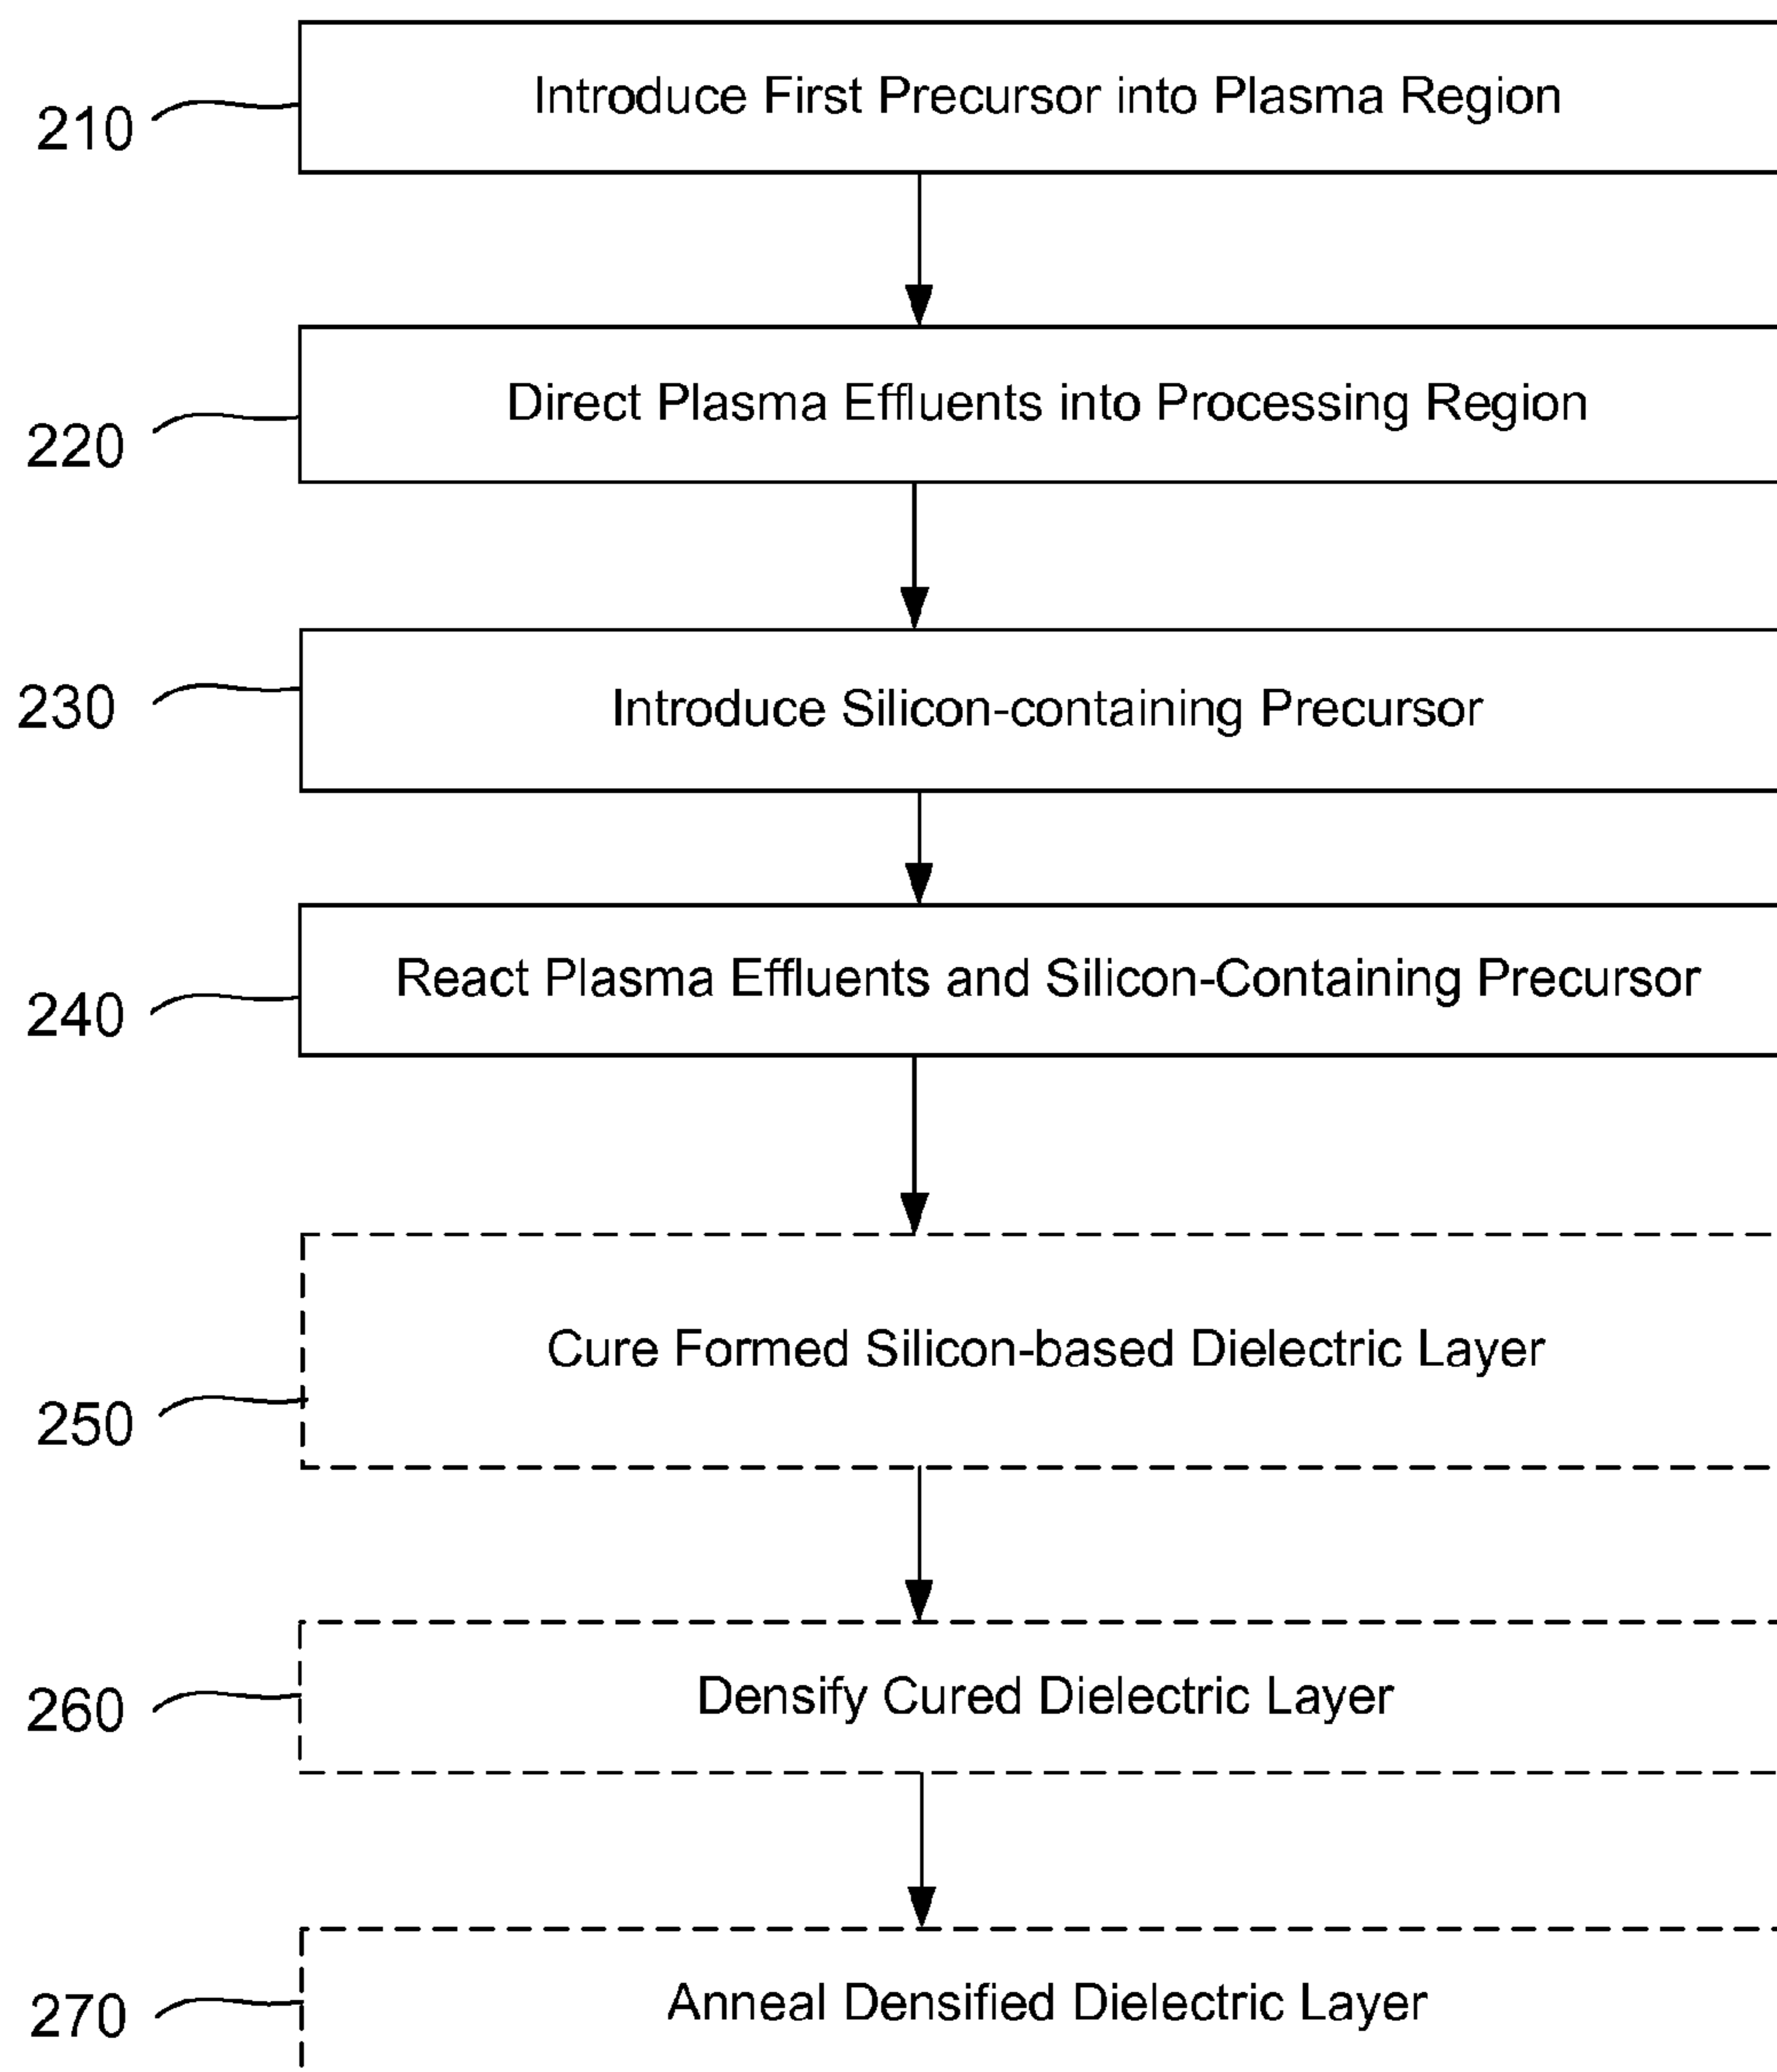 210
Introduce First Precursor into Plasma Region
220
Direct Plasma Effluents into Processing Region
230
Introduce Silicon-containing Precursor
240
React Plasma Effluents and Silicon-Containing Precursor
250
Cure Formed Silicon-based Dielectric Layer
260
Densify Cured Dielectric Layer
270
Anneal Densified Dielectric Layer